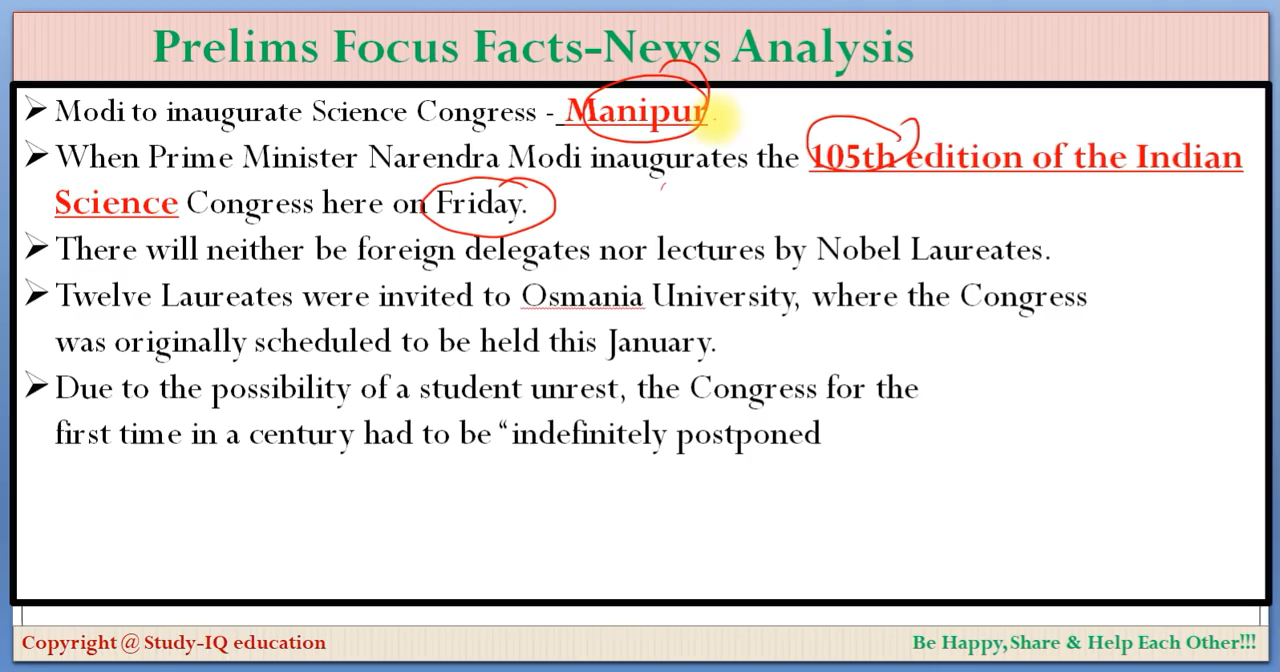 Prelims Focus Facts-News Analysis
➢ Modi to inaugurate Science Congress - Manipur.
➢ When Prime Minister Narendra Modi inaugurates the 105th edition of the Indian
Science Congress here on Friday.
➢ There will neither be foreign delegates nor lectures by Nobel Laureates.
➢ Twelve Laureates were invited to Osmania University, where the Congress
was originally scheduled to be held this January.
➢ Due to the possibility of a student unrest, the Congress for the
first time in a century had to be “indefinitely postponed
Copyright @ Study-IQ education
Be Happy, Share & Help Each Other!!!